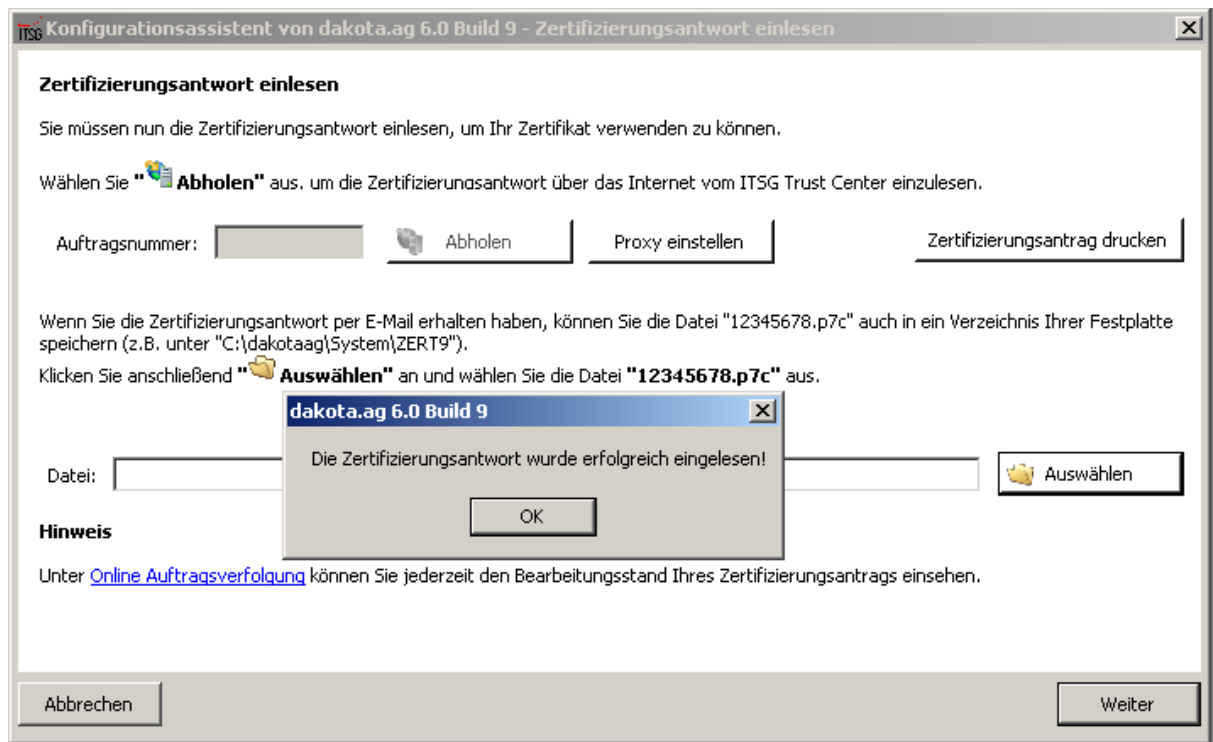 ITSG Konfigurationsassistent von dakota.ag 6.0 Build 9 - Zertifizierungsantwort einlesen
Zertifizierungsantwort einlesen
Sie müssen nun die Zertifizierungsantwort einlesen, um Ihr Zertifikat verwenden zu können.
Wählen Sie "Abholen" aus, um die Zertifizierungsantwort über das Internet vom ITSG Trust Center einzulesen.
Auftragsnummer: Abholen Proxy einstellen Zertifizierungsantrag drucken
Wenn Sie die Zertifizierungsantwort per E-Mail erhalten haben, können Sie die Datei "12345678.p7c" auch in ein Verzeichnis Ihrer Festplatte
speichern (z.B. unter "C:\dakotaag\System\ZERT9").
Klicken Sie anschließend "Auswählen" an und wählen Sie die Datei "12345678.p7c" aus.
dakota.ag 6.0 Build 9
Die Zertifizierungsantwort wurde erfolgreich eingelesen!
OK
Datei: Auswählen
Hinweis
Unter Online Auftragsverfolgung können Sie jederzeit den Bearbeitungsstand Ihres Zertifizierungsantrags einsehen.
Abbrechen Weiter